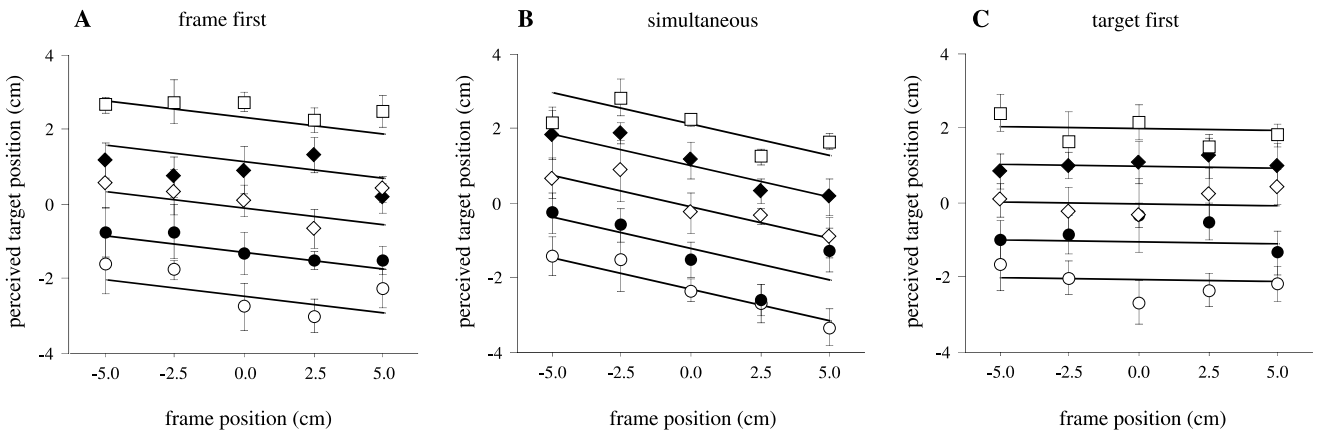 A frame first
perceived target position (cm)
4
2
0
-2
-4
-5.0 -2.5 0.0 2.5 5.0
frame position (cm)
B simultaneous
perceived target position (cm)
4
2
0
-2
-4
-5.0 -2.5 0.0 2.5 5.0
frame position (cm)
C target first
perceived target position (cm)
4
2
0
-2
-4
-5.0 -2.5 0.0 2.5 5.0
frame position (cm)